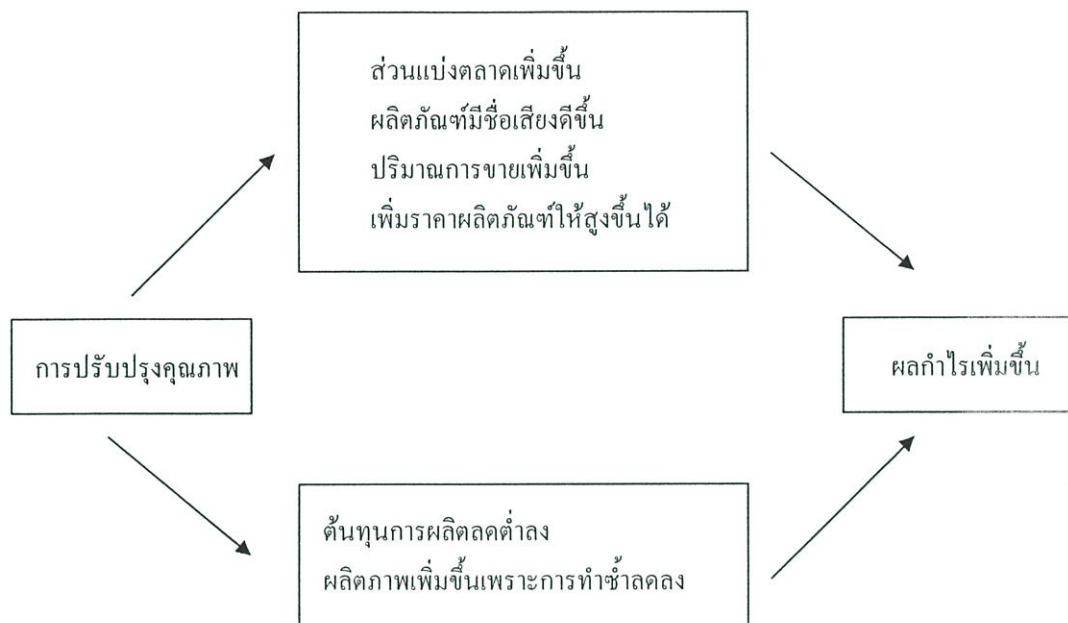 ส่วนแบ่งตลาดเพิ่มขึ้น
ผลิตภัณฑ์มีชื่อเสียงดีขึ้น
ปริมาณการขายเพิ่มขึ้น
เพิ่มราคาผลิตภัณฑ์ให้สูงขึ้นได้
การปรับปรุงคุณภาพ
ผลกำไรเพิ่มขึ้น
ต้นทุนการผลิตลดต่ำลง
ผลิตภาพเพิ่มขึ้นเพราะการทำซ้ำลดลง